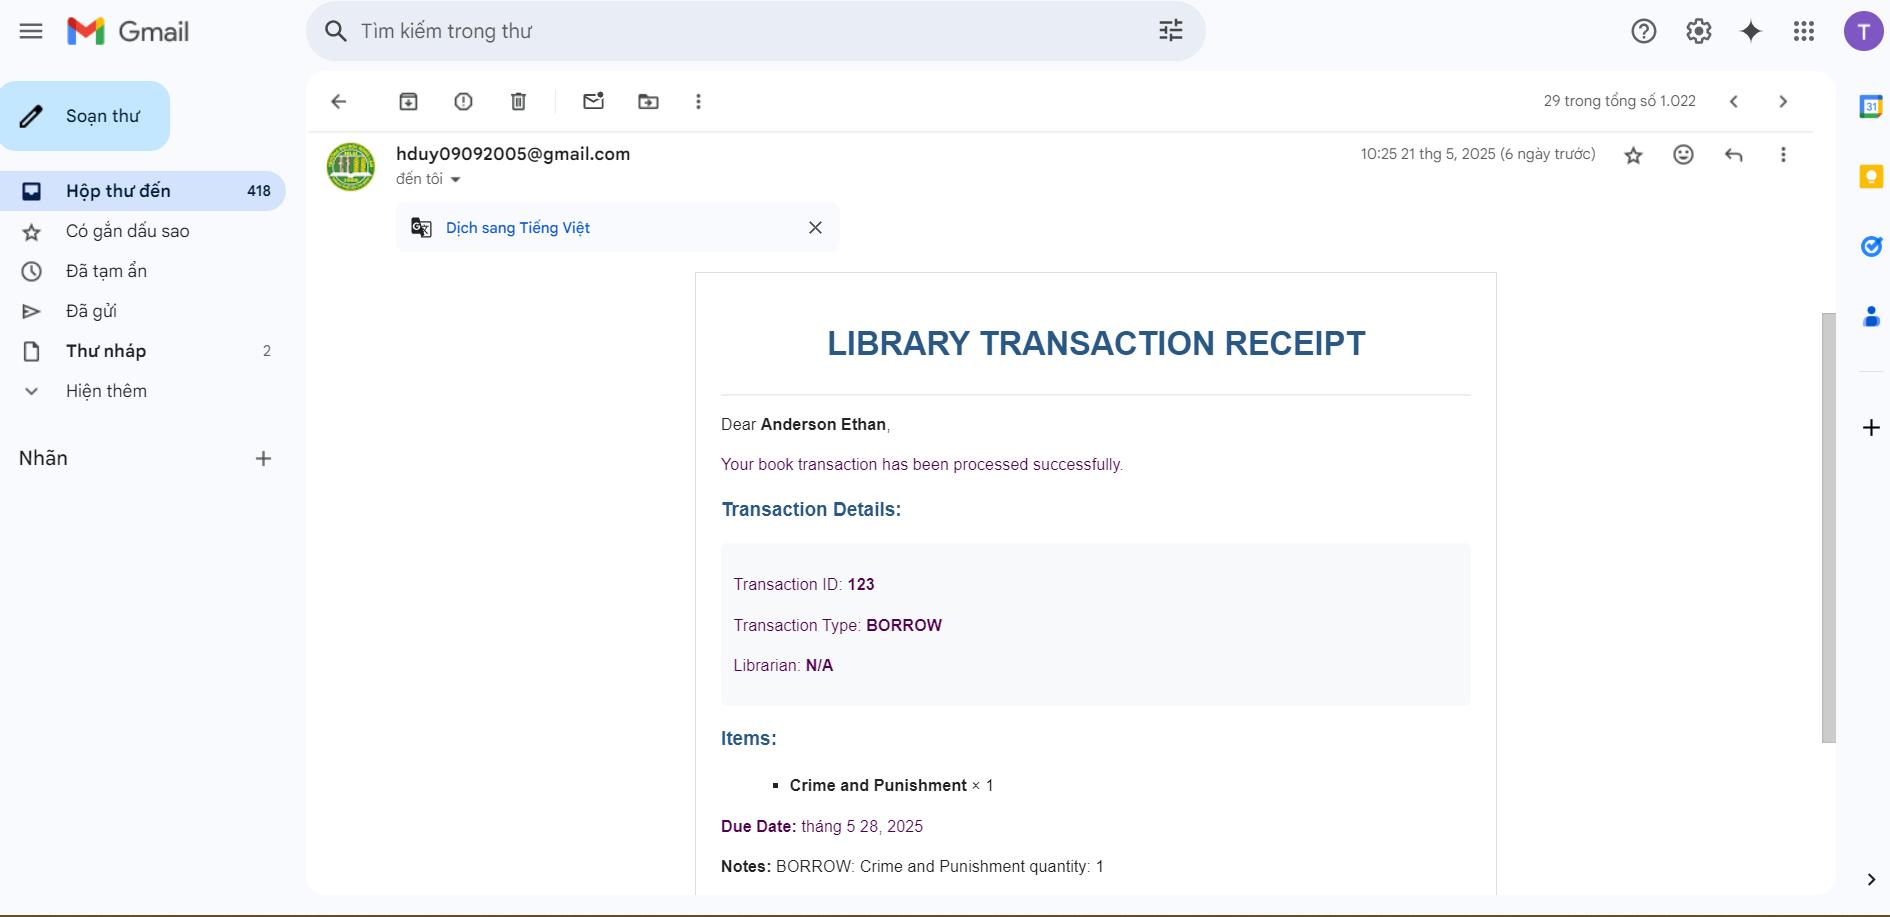 Gmail
Tìm kiếm trong thư
T
Soạn thư
29 trong tổng số 1.022
31
hduy09092005@gmail.com
10:25 21 thg 5, 2025 (6 ngày trước)
đến tôi
Hộp thư đến 418
Có gắn dấu sao
Đã tạm ẩn
Đã gửi
Thư nháp 2
Hiện thêm
Nhãn
Dịch sang Tiếng Việt
LIBRARY TRANSACTION RECEIPT
Dear Anderson Ethan,
Your book transaction has been processed successfully.
Transaction Details:
Transaction ID: 123
Transaction Type: BORROW
Librarian: N/A
Items:
Crime and Punishment × 1
Due Date: tháng 5 28, 2025
Notes: BORROW: Crime and Punishment quantity: 1